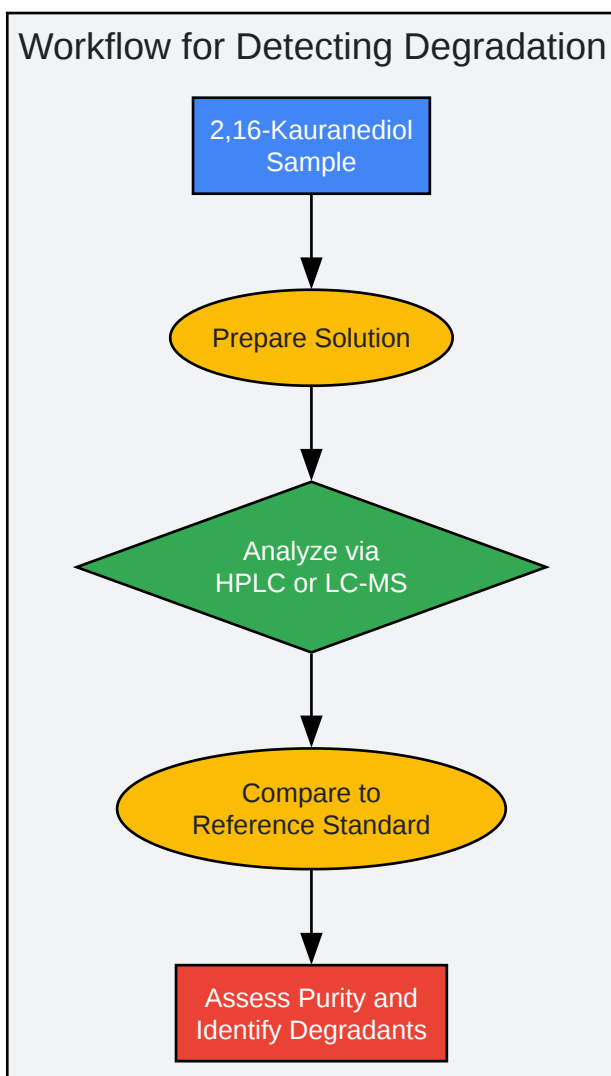 Workflow for Detecting Degradation
2,16-Kauranediol
Sample
Prepare Solution
Analyze via
HPLC or LC-MS
Compare to
Reference Standard
Assess Purity and
Identify Degradants